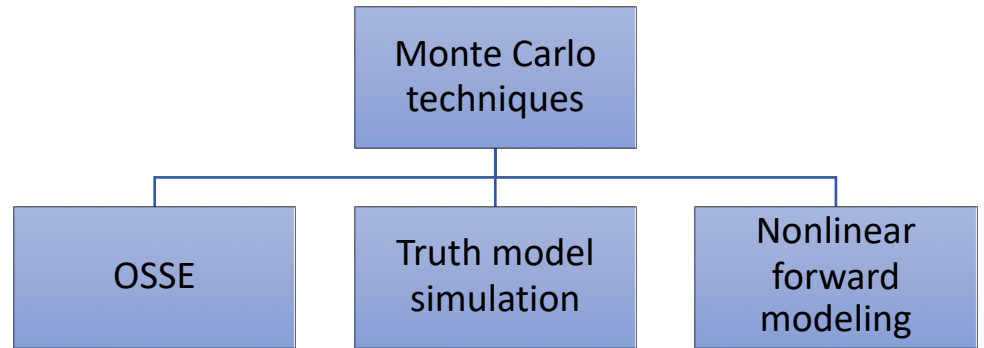 Monte Carlo
techniques
OSSE
Truth model
simulation
Nonlinear
forward
modeling